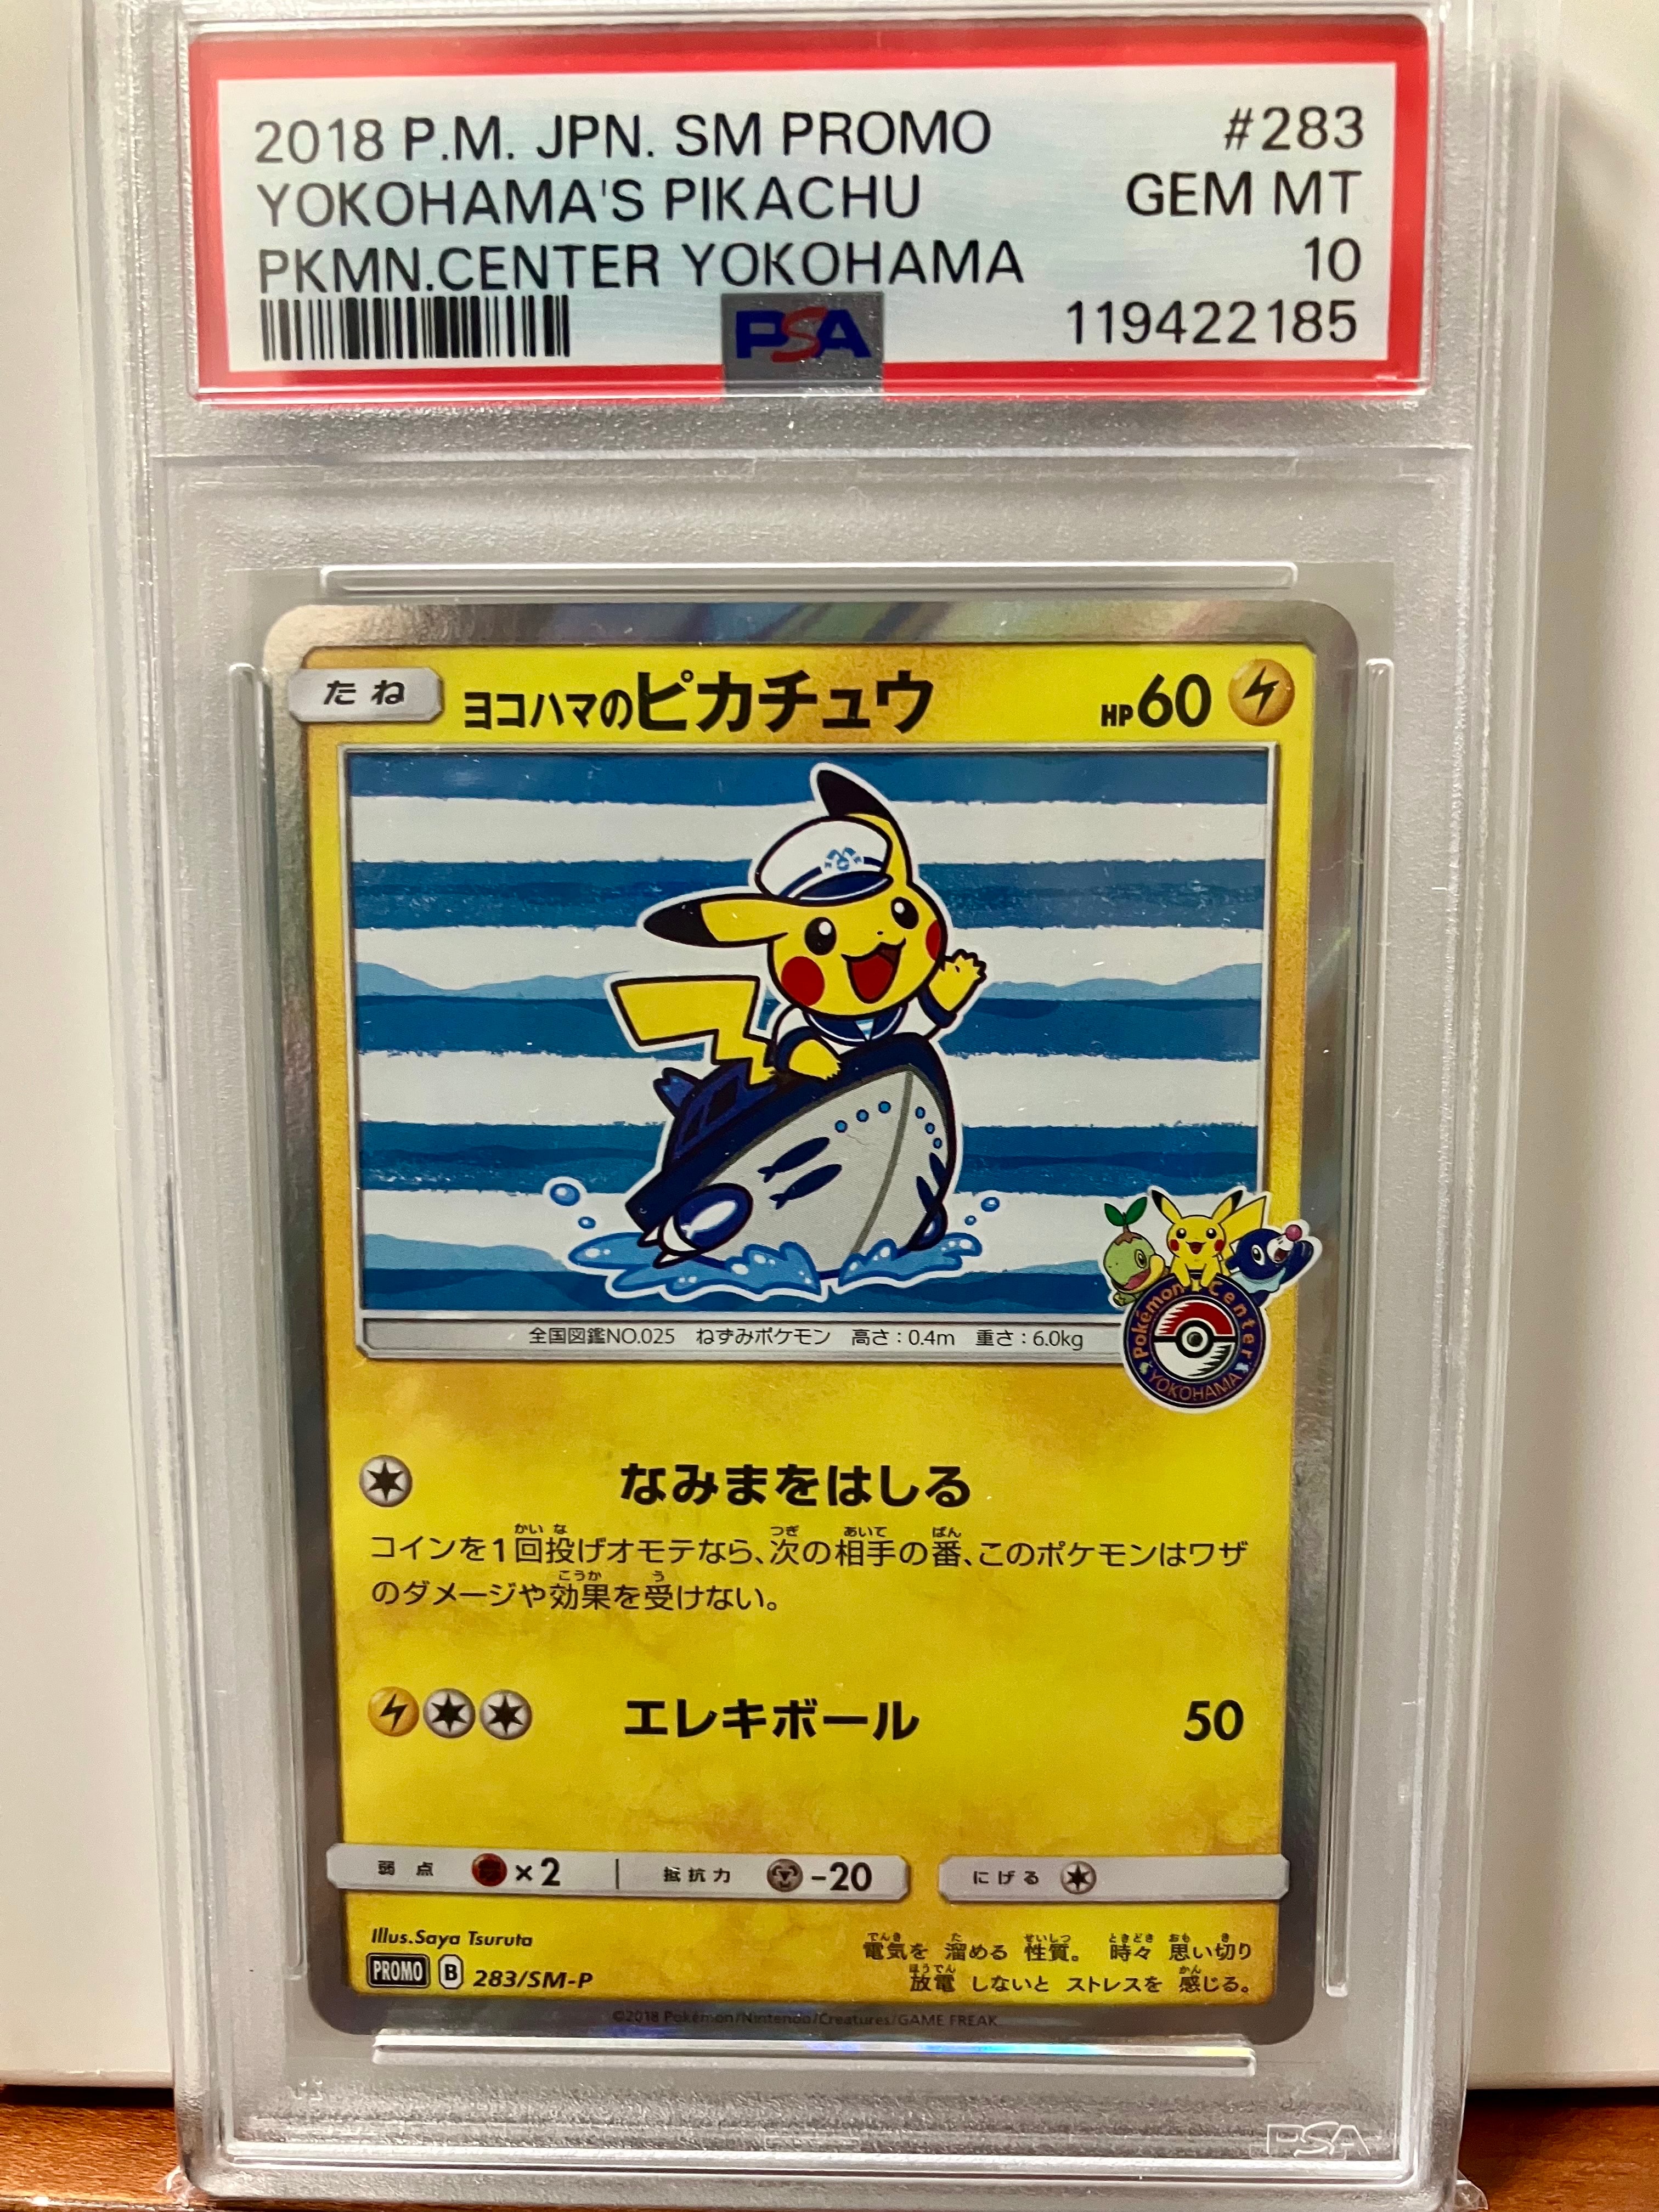 2018 P.M. JPN. SM PROMO #283
YOKOHAMA'S PIKACHU GEM MT
PKMN.CENTER YOKOHAMA 10
PSA 119422185
たね ヨコハマのピカチュウ HP60
全国図鑑NO.025 ねずみポケモン 高さ:0.4m 重さ:6.0kg
Pokémon Center
YOKOHAMA
なみまをはしる
コインを1回投げオモテなら、次の相手の番、このポケモンはワザ
のダメージや効果を受けない。
エレキボール 50
弱点 ×2 抵抗力 -20 にげる
Illus.Saya Tsuruta
電気を 溜める 性質。 時々 思い切り
PROMO B 283/SM-P
放電 しないと ストレスを 感じる。
©2018 Pokémon/Nintendo/Creatures/GAME FREAK
PSA